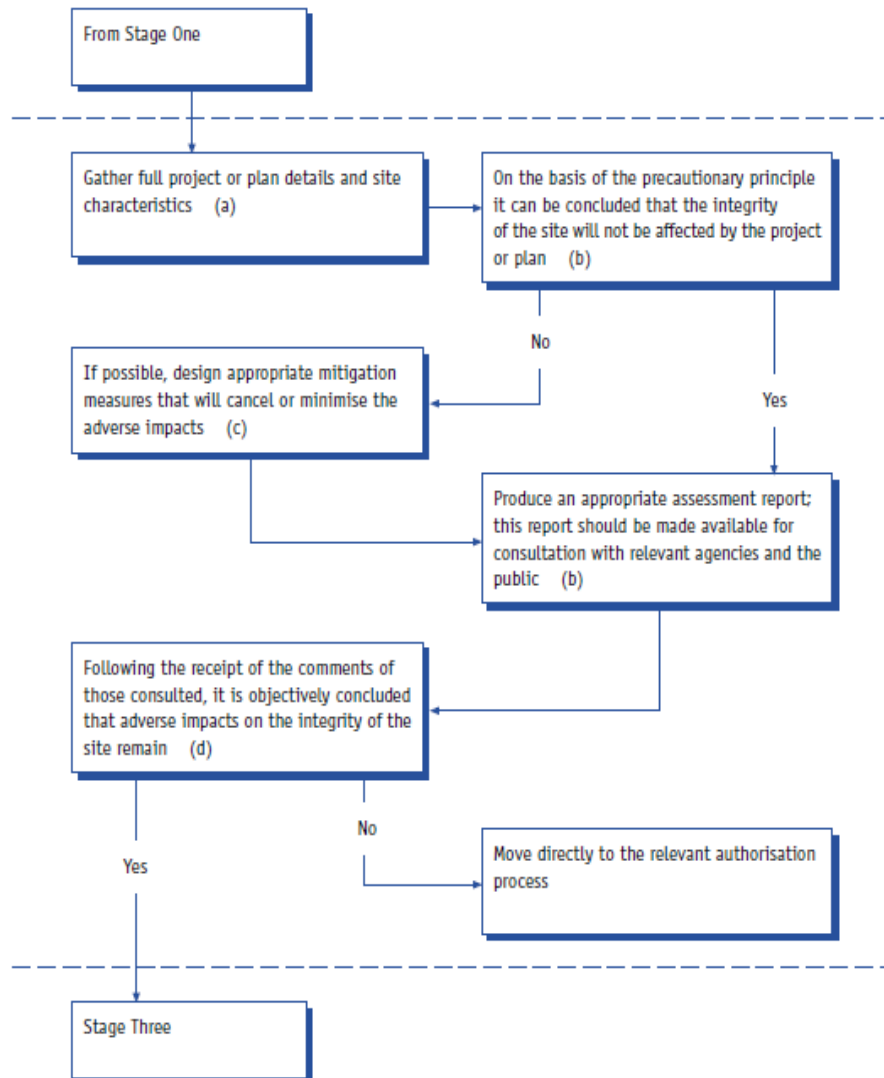 From Stage One
Gather full project or plan details and site
characteristics (a)
On the basis of the precautionary principle
it can be concluded that the integrity
of the site will not be affected by the project
or plan (b)
No
Yes
If possible, design appropriate mitigation
measures that will cancel or minimise the
adverse impacts (c)
Produce an appropriate assessment report;
this report should be made available for
consultation with relevant agencies and the
public (b)
Following the receipt of the comments of
those consulted, it is objectively concluded
that adverse impacts on the integrity of the
site remain (d)
No
Yes
Move directly to the relevant authorisation
process
Stage Three